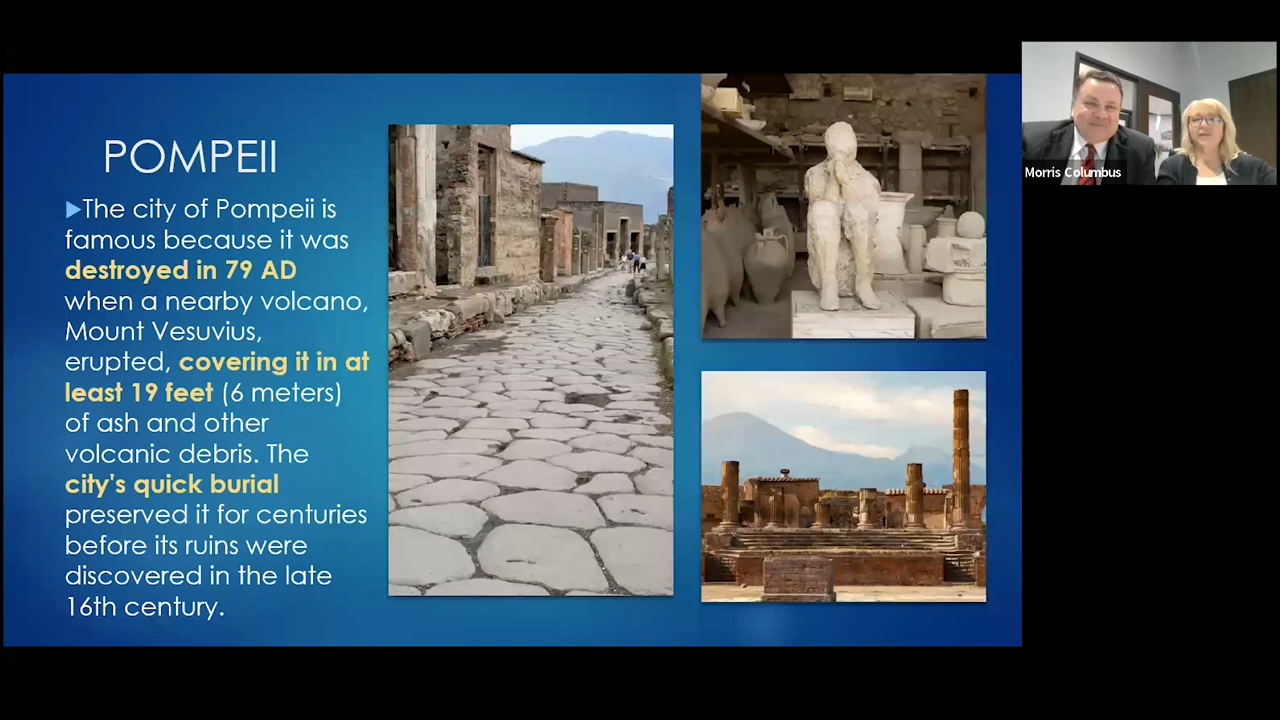 POMPEII
▶The city of Pompeii is
famous because it was
destroyed in 79 AD
when a nearby volcano,
Mount Vesuvius,
erupted, covering it in at
least 19 feet (6 meters)
of ash and other
volcanic debris. The
city's quick burial
preserved it for centuries
before its ruins were
discovered in the late
16th century.
Morris Columbus